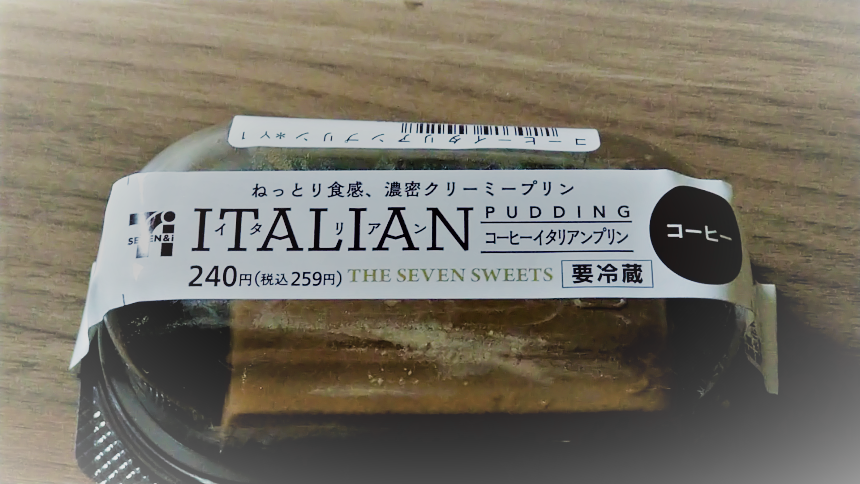 コーヒーイタリアンプリン＊Y 1
ねっとり食感、濃密クリーミープリン
SEVEN&i
ITALIAN
イタリアン
PUDDING
コーヒーイタリアンプリン
コーヒー
240円(税込259円) THE SEVEN SWEETS 要冷蔵